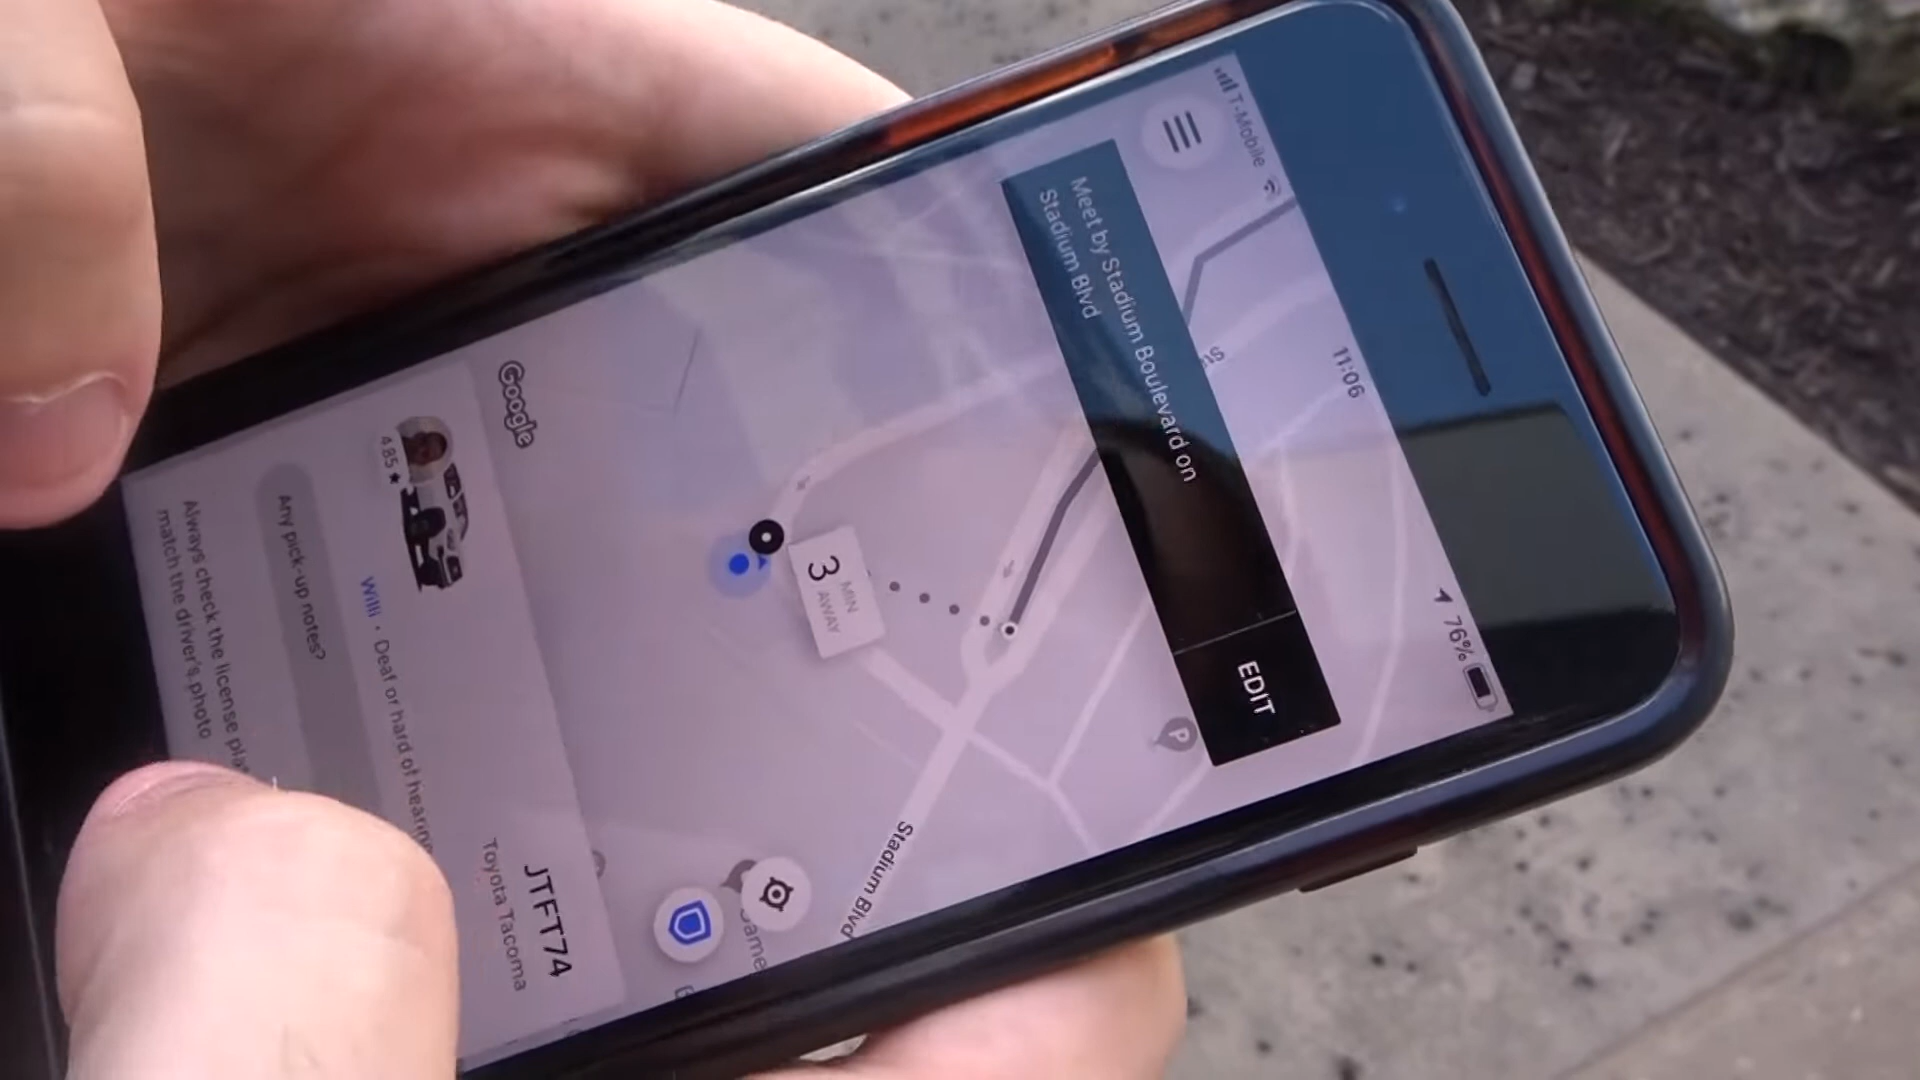 T-Mobile 11:06 76%
Meet by Stadium Boulevard on
Stadium Blvd
EDIT
P
3 MIN
AWAY
Stadium Blvd
Google
JTFT74
Toyota Tacoma
4.85 ★
Willi • Deaf or hard of hearing
Any pick-up notes?
Always check the license
match the driver's photo